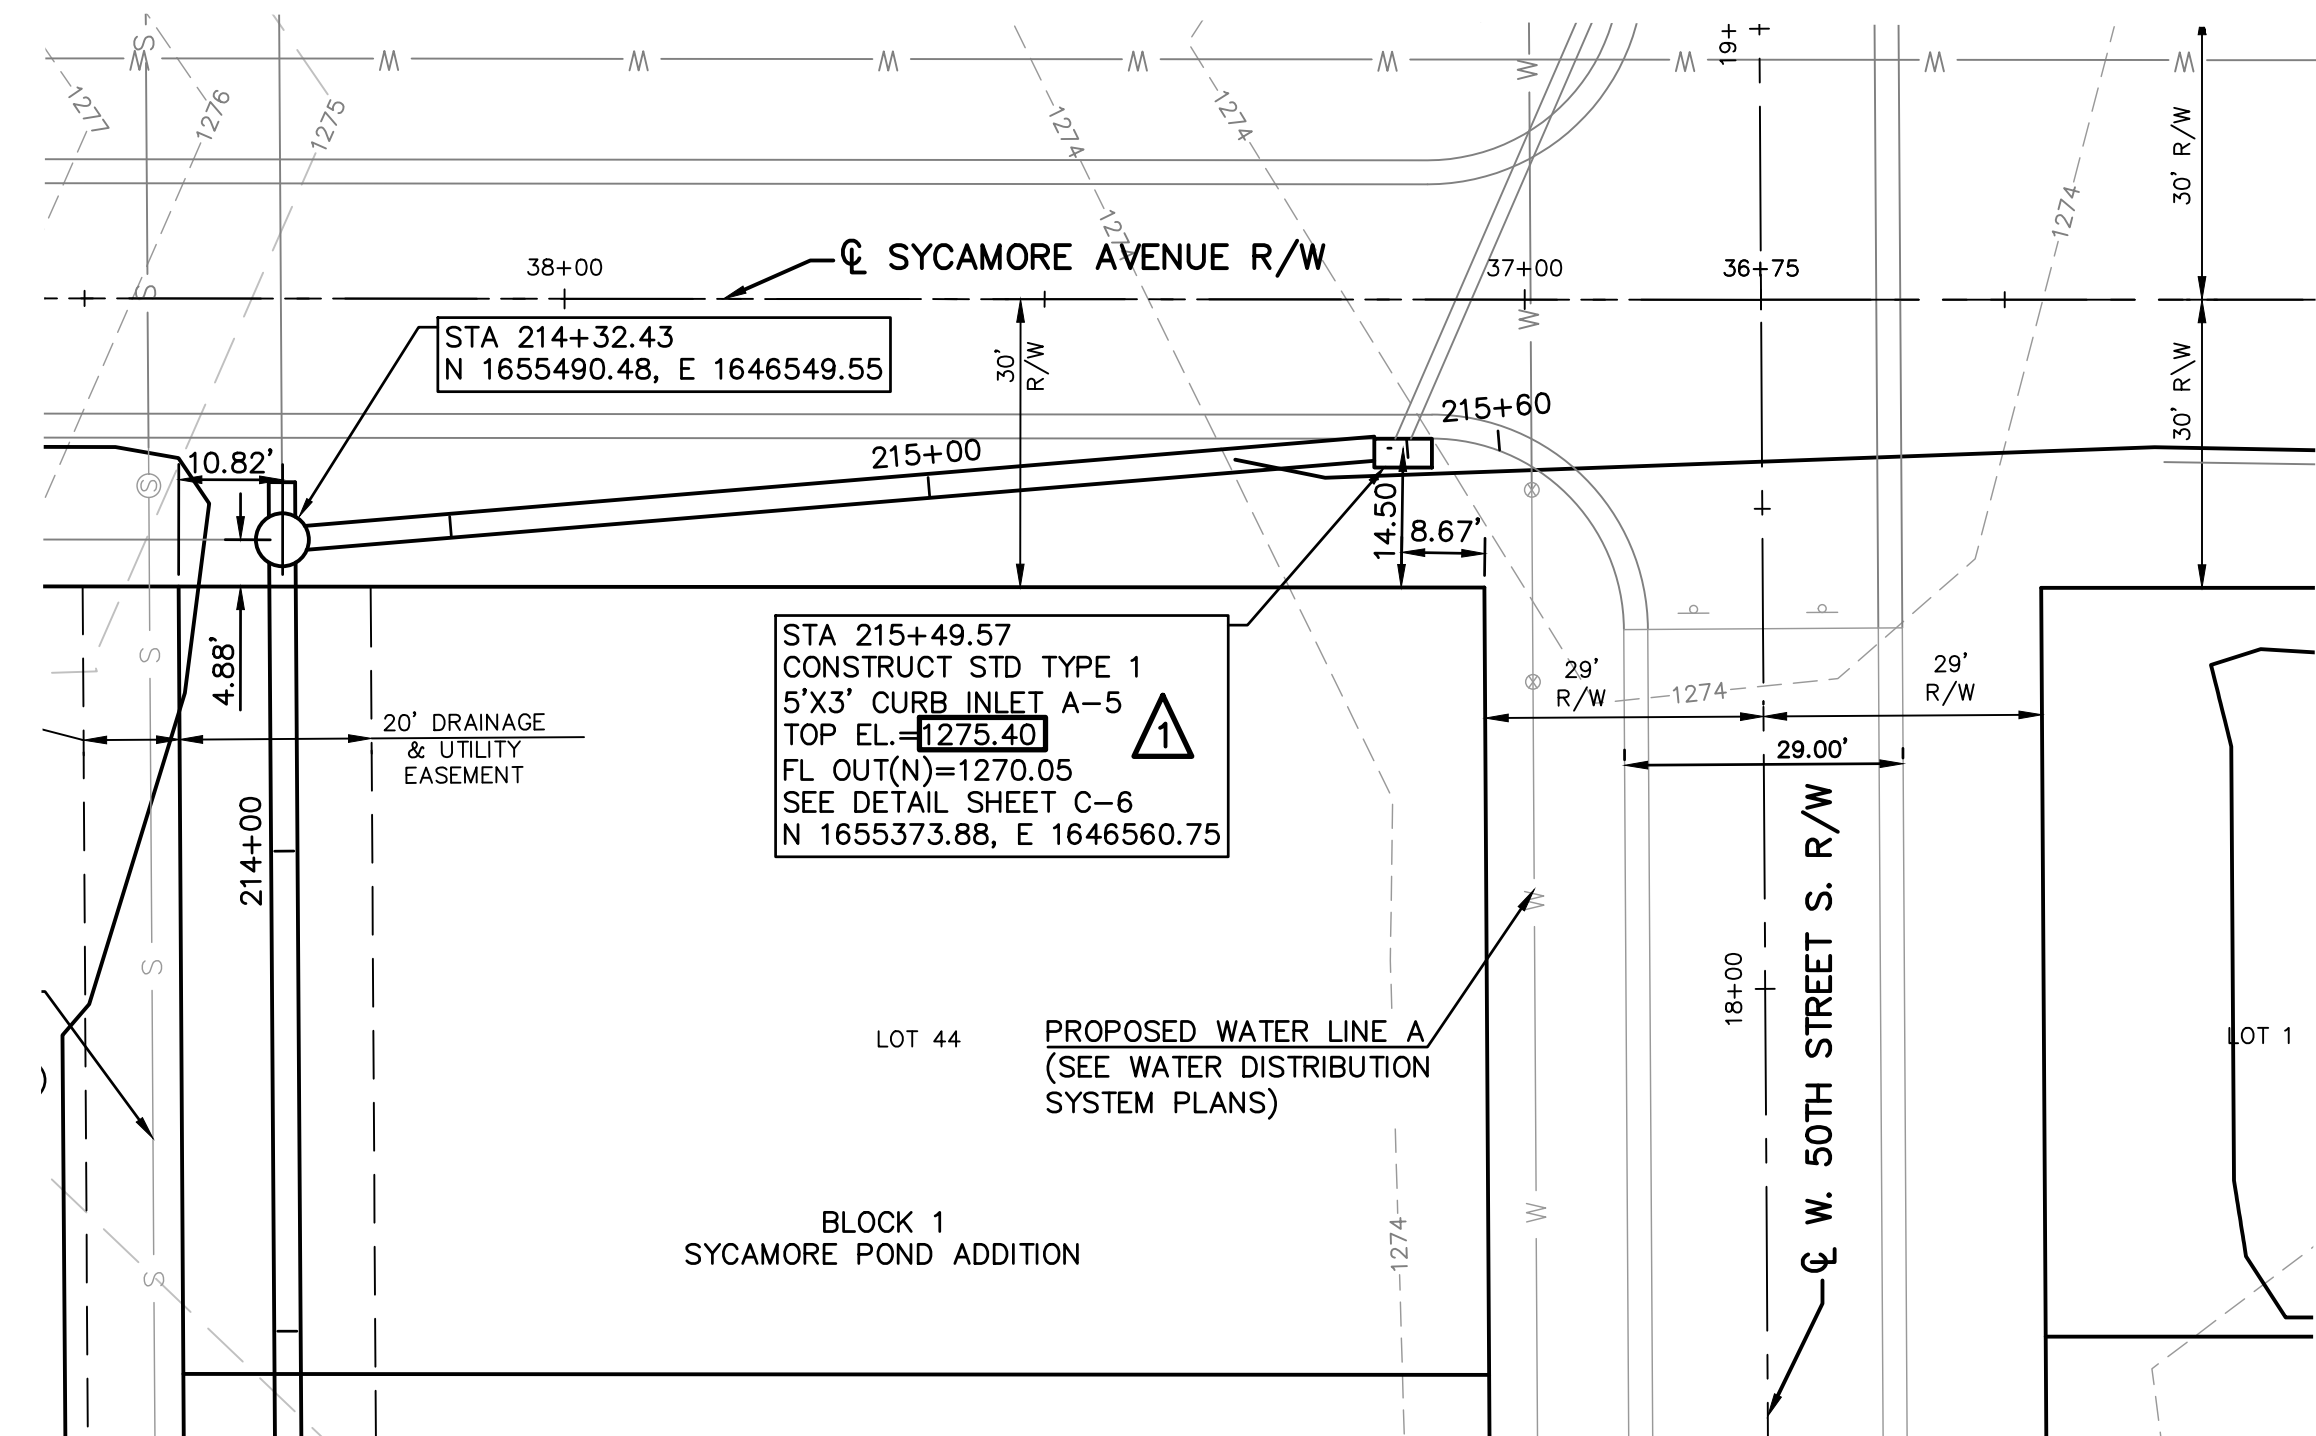 S
W W W W W W W W W
19+
1277
1276
1275
1274
1274
1274
1274
30' R/W
℄ SYCAMORE AVENUE R/W
38+00
37+00
36+75
S
W
W
STA 214+32.43
N 1655490.48, E 1646549.55
30'
R/W
30' R\W
215+60
215+00
10.82'
S
14.50'
8.67'
STA 215+49.57
CONSTRUCT STD TYPE 1
5'X3' CURB INLET A-5
TOP EL.=1275.40
FL OUT(N)=1270.05
SEE DETAIL SHEET C-6
N 1655373.88, E 1646560.75
1
4.88'
S
20' DRAINAGE
& UTILITY
EASEMENT
29'
R/W
29'
R/W
1274
29.00'
214+00
W
S
18+00
℄ W. 50TH STREET S. R/W
LOT 44
PROPOSED WATER LINE A
(SEE WATER DISTRIBUTION
SYSTEM PLANS)
LOT 1
)
W
1274
BLOCK 1
SYCAMORE POND ADDITION
S